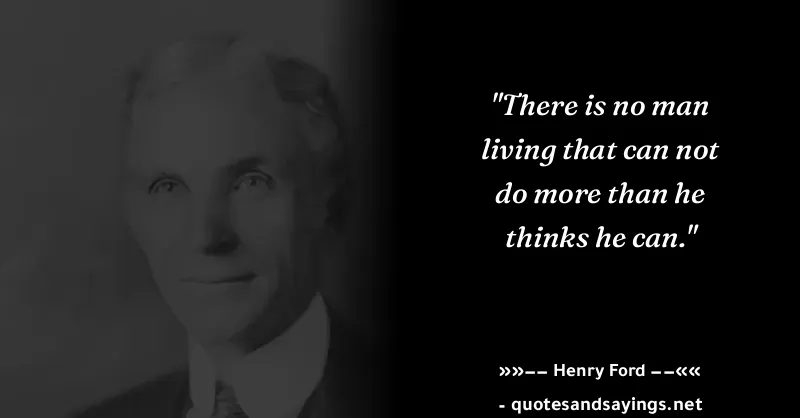 "There is no man
living that can not
do more than he
thinks he can."
»»−− Henry Ford −−««
- quotesandsayings.net